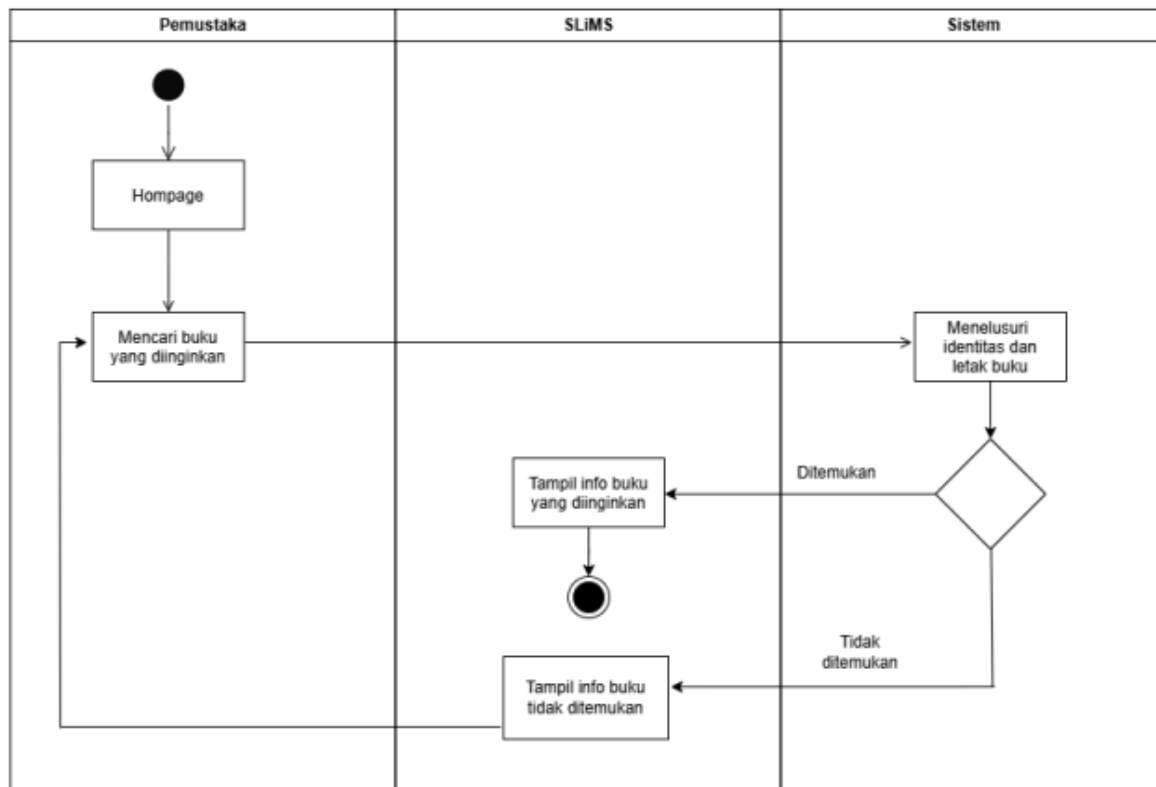 Pemustaka
SLiMS
Sistem
Hompage
Mencari buku
yang diinginkan
Menelusuri
identitas dan
letak buku
Ditemukan
Tampil info buku
yang diinginkan
Tidak
ditemukan
Tampil info buku
tidak ditemukan